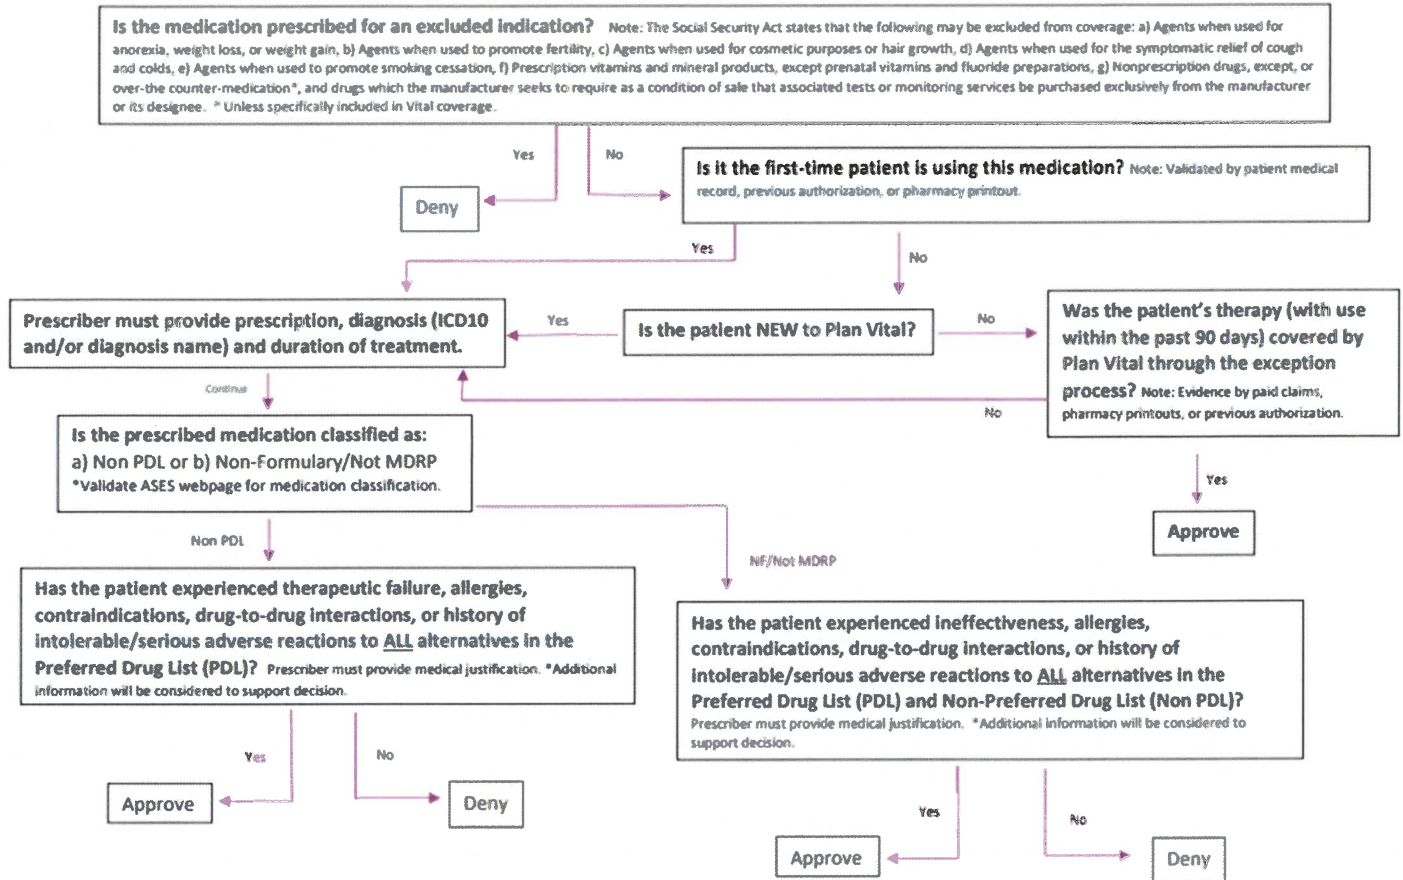 Is the medication prescribed for an excluded indication? Note: The Social Security Act states that the following may be excluded from coverage: a) Agents when used for
anorexia, weight loss, or weight gain, b) Agents when used to promote fertility, c) Agents when used for cosmetic purposes or hair growth, d) Agents when used for the symptomatic relief of cough
and colds, e) Agents when used to promote smoking cessation, f) Prescription vitamins and mineral products, except prenatal vitamins and fluoride preparations, g) Nonprescription drugs, except, or
over-the counter-medication*, and drugs which the manufacturer seeks to require as a condition of sale that associated tests or monitoring services be purchased exclusively from the manufacturer
or its designee. * Unless specifically included in Vital coverage.
Yes
No
Deny
Is it the first-time patient is using this medication? Note: Validated by patient medical
record, previous authorization, or pharmacy printout.
Yes
No
Prescriber must provide prescription, diagnosis (ICD10
and/or diagnosis name) and duration of treatment.
Yes
Is the patient NEW to Plan Vital?
No
Was the patient's therapy (with use
within the past 90 days) covered by
Plan Vital through the exception
process? Note: Evidence by paid claims,
pharmacy printouts, or previous authorization.
No
Continue
Yes
Approve
Is the prescribed medication classified as:
a) Non PDL or b) Non-Formulary/Not MDRP
*Validate ASES webpage for medication classification.
Non PDL
NF/Not MDRP
Has the patient experienced therapeutic failure, allergies,
contraindications, drug-to-drug interactions, or history of
intolerable/serious adverse reactions to ALL alternatives in the
Preferred Drug List (PDL)? Prescriber must provide medical justification. *Additional
information will be considered to support decision.
Yes
No
Approve
Deny
Has the patient experienced ineffectiveness, allergies,
contraindications, drug-to-drug interactions, or history of
intolerable/serious adverse reactions to ALL alternatives in the
Preferred Drug List (PDL) and Non-Preferred Drug List (Non PDL)?
Prescriber must provide medical justification. *Additional information will be considered to
support decision.
Yes
No
Approve
Deny